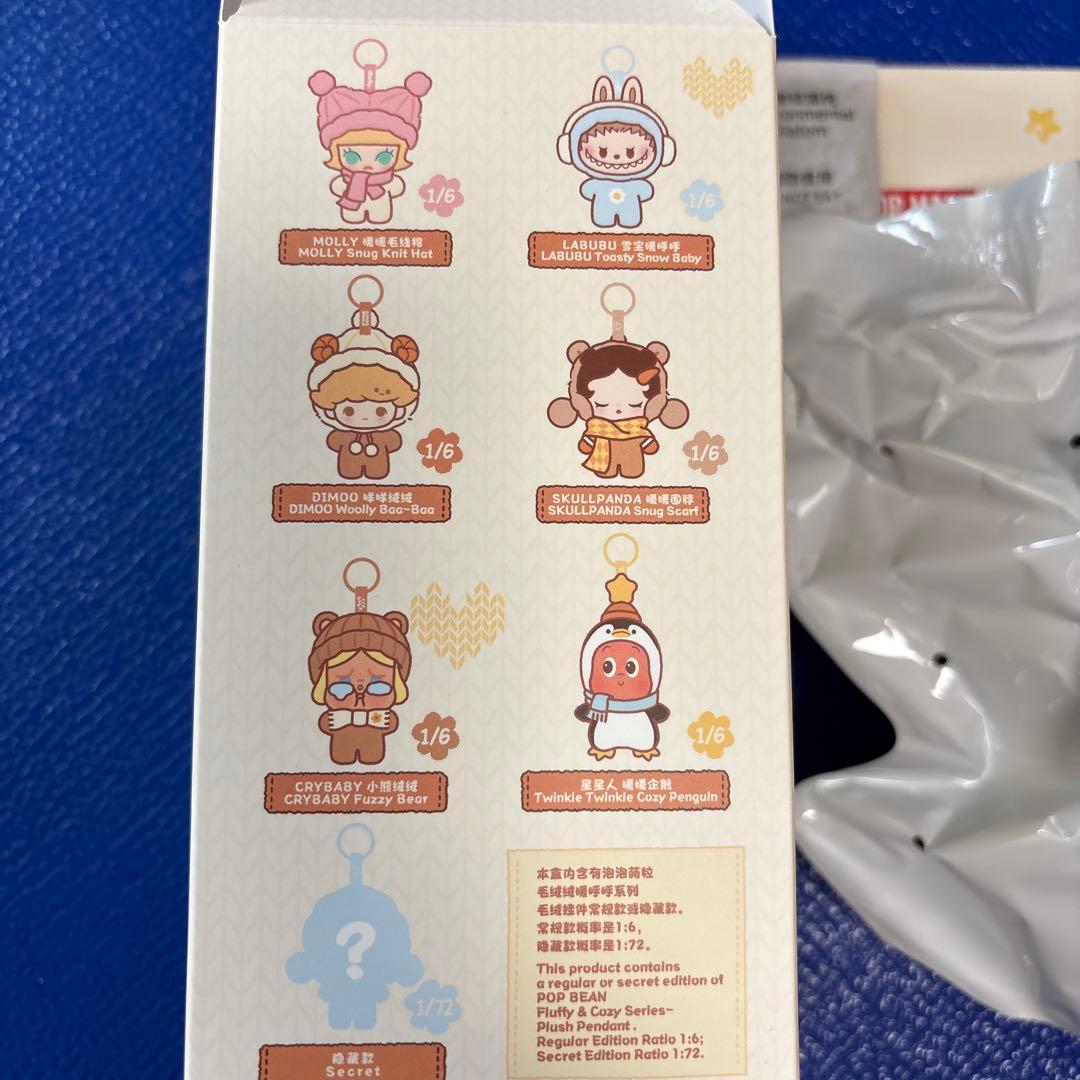 1/6
1/6
MOLLY 暖暖毛线帽
MOLLY Snug Knit Hat
LABUBU 雪宝暖呼呼
LABUBU Toasty Snow Baby
1/6
1/6
DIMOO 咩咩绒绒
DIMOO Woolly Baa-Baa
SKULLPANDA 暖暖围脖
SKULLPANDA Snug Scarf
1/6
1/6
CRYBABY 小熊绒绒
CRYBABY Fuzzy Bear
星星人 暖暖企鹅
Twinkle Twinkle Cozy Penguin
?
1/72
隐藏款
Secret
本盒内含有泡泡萌粒
毛绒绒暖呼呼系列
毛绒挂件常规款或隐藏款。
常规款概率是1:6，
隐藏款概率是1:72。
This product contains
a regular or secret edition of
POP BEAN
Fluffy & Cozy Series-
Plush Pendant.
Regular Edition Ratio 1:6;
Secret Edition Ratio 1:72.